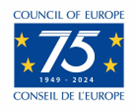 COUNCIL OF EUROPE
75
1949 - 2024
CONSEIL DE L'EUROPE